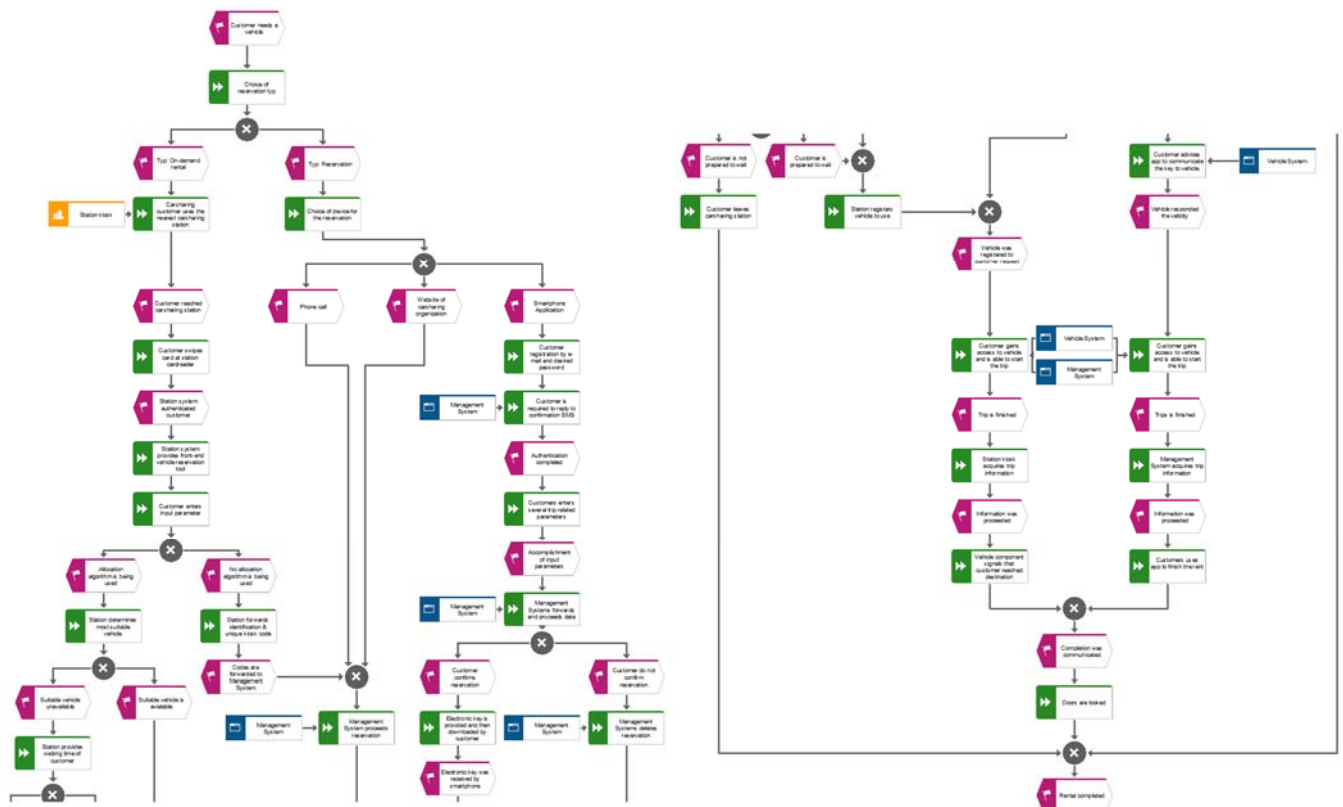 Customer needs a
vehicle
Choice of
reservation typ
Typ: On-demand
rental
Typ: Reservation
Station kiosk
Carsharing
customer uses the
nearest carsharing
station
Choice of device for
the reservation
Customer reached
carsharing station
Phone call
Website of
carsharing
organization
Smartphone
Application
Customer swipes
card at station
card-reader
Customer
registration by e-
mail and desired
password
Station system
authenticated
customer
Management
System
Customer is
required to reply to
confirmation SMS
Station system
provides front-end
vehicle reservation
tool
Authentication
completed
Customer enters
input parameter
Customers enters
several trip related
parameters
Allocation
algorithm is being
used
No allocation
algorithm is being
used
Accomplishment
of input
parameters
Station determines
most suitable
vehicle
Station forwards
identification &
unique kiosk code
Management
System
Management
Systems forwards
and proceeds data
Codes are
forwarded to
Management
System
Customer
confirms
reservation
Customer do not
confirm
reservation
Suitable vehicle
unavailable
Suitable vehicle is
available
Management
System
Management
System proceeds
reservation
Electronic key is
provided and then
downloaded by
customer
Management
System
Management
Systems deletes
reservation
Station provides
waiting time of
customer
Electronic key was
received by
smartphone
Customer is not
prepared to wait
Customer is
prepared to wait
Customer advises
app to communicate
the key to vehicle
Vehicle System
Customer leaves
carsharing station
Station registers
vehicle to use
Vehicle responded
the validity
Vehicle was
registered to
customer request
Customer gains
access to vehicle
and is able to start
the trip
Vehicle System
Management
System
Customer gains
access to vehicle
and is able to start
the trip
Trip is finished
Trips is finished
Station kiosk
acquires trip
information
Management
System acquires trip
information
Information was
proceeded
Information was
proceeded
Vehicle component
signals that
customer reached
destination
Customers uses
app to finish the rent
Completion was
communicated
Doors are locked
Rental completed